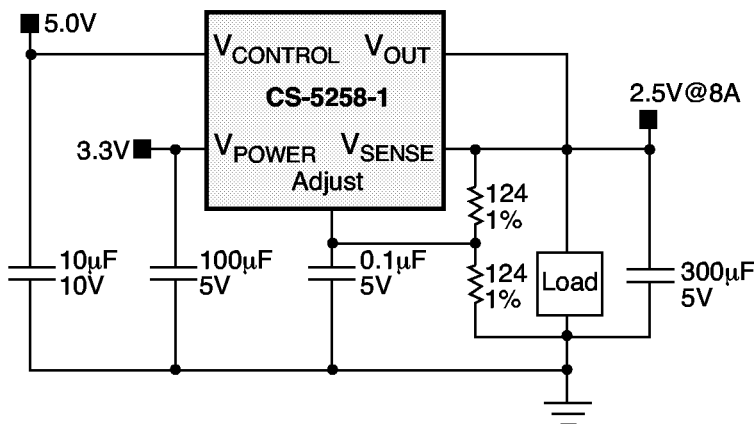 5.0V
VCONTROL VOUT
CS-5258-1
2.5V@8A
3.3V
VPOWER VSENSE
Adjust
124
1%
10μF
10V
100μF
5V
0.1μF
5V
124
1%
Load
300μF
5V